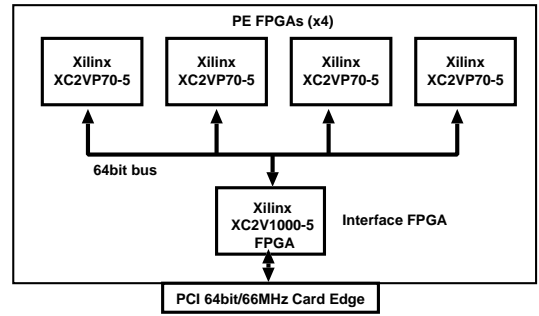 PE FPGAs (x4)
Xilinx
XC2VP70-5
Xilinx
XC2VP70-5
Xilinx
XC2VP70-5
Xilinx
XC2VP70-5
64bit bus
Xilinx
XC2V1000-5
FPGA
Interface FPGA
PCI 64bit/66MHz Card Edge